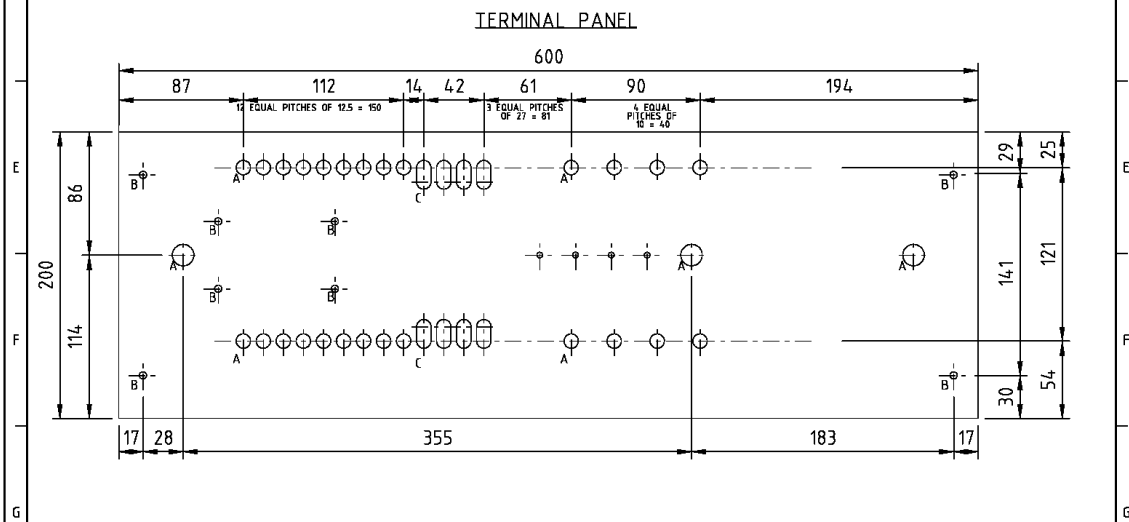 TERMINAL PANEL
600
87 112 14 42 61 90 194
12 EQUAL PITCHES OF 12.5 = 150
3 EQUAL PITCHES
OF 27 = 81
4 EQUAL
PITCHES OF
10 = 40
29 25
E E
A A
B B
C
86
B B
200
A A A
121
141
B B
114
F F
A C A
B B
54
30
17 28 355 183 17
G G